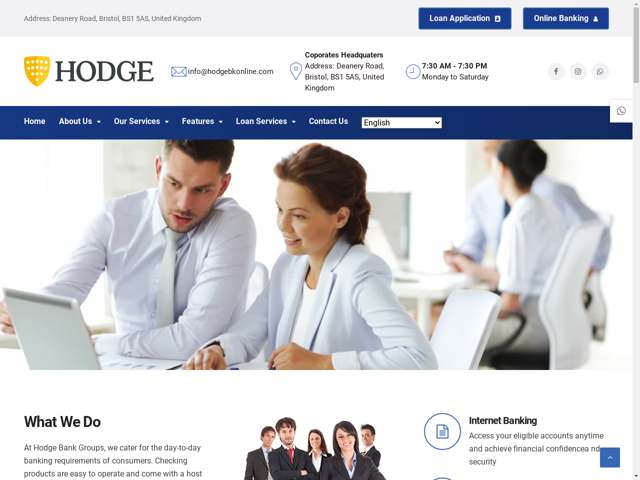 Address: Deanery Road, Bristol, BS1 5AS, United Kingdom
Loan Application
Online Banking
HODGE
info@hodgebkonline.com
Coporates Headquaters
Address: Deanery Road,
Bristol, BS1 5AS, United
Kingdom
7:30 AM - 7:30 PM
Monday to Saturday
Home
About Us
Our Services
Features
Loan Services
Contact Us
English
What We Do
At Hodge Bank Groups, we cater for the day-to-day
banking requirements of consumers. Checking
products are easy to operate and come with a host
Internet Banking
Access your eligible accounts anytime
and achieve financial confidencea nd
security